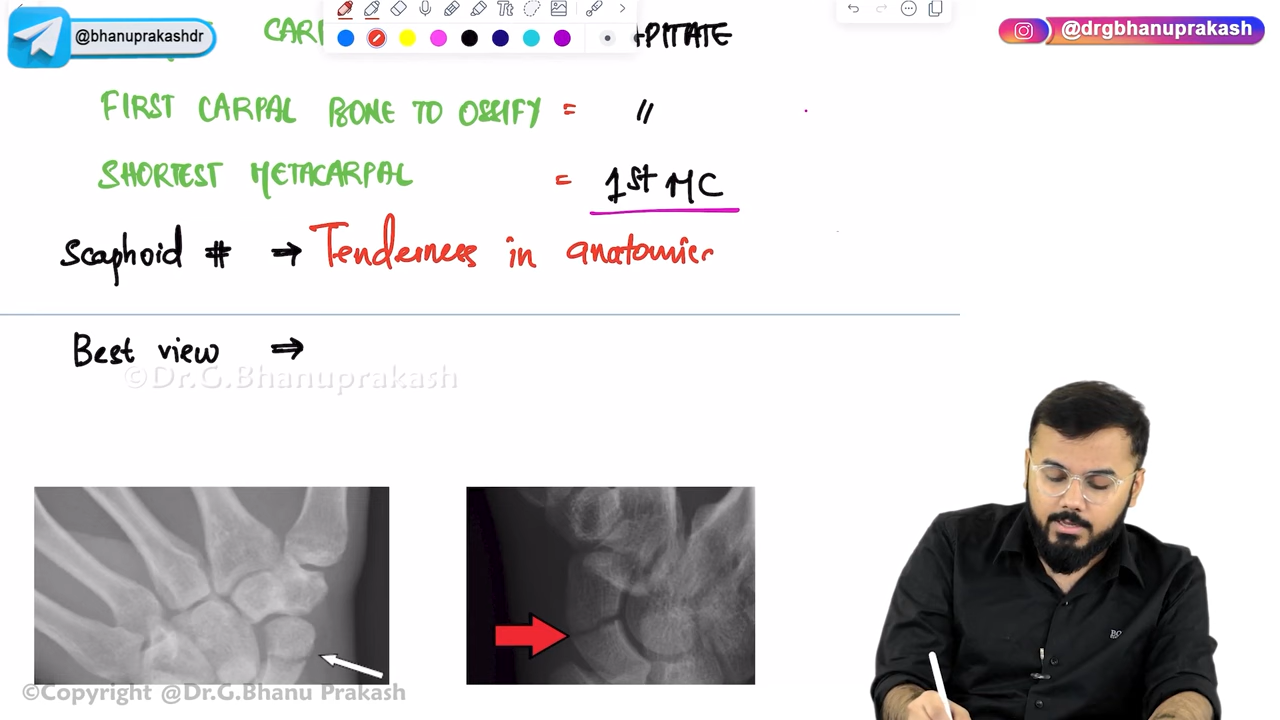 @bhanuprakashdr
@drgbhanuprakash
Tt
FIRST CARPAL BONE TO OSSIFY = "
SHORTEST METACARPAL = 1st MC
Scaphoid # → Tenderness in anatomic
Best view ⇒
©Dr.G.Bhanuprakash
©Copyright @Dr.G.Bhanu Prakash